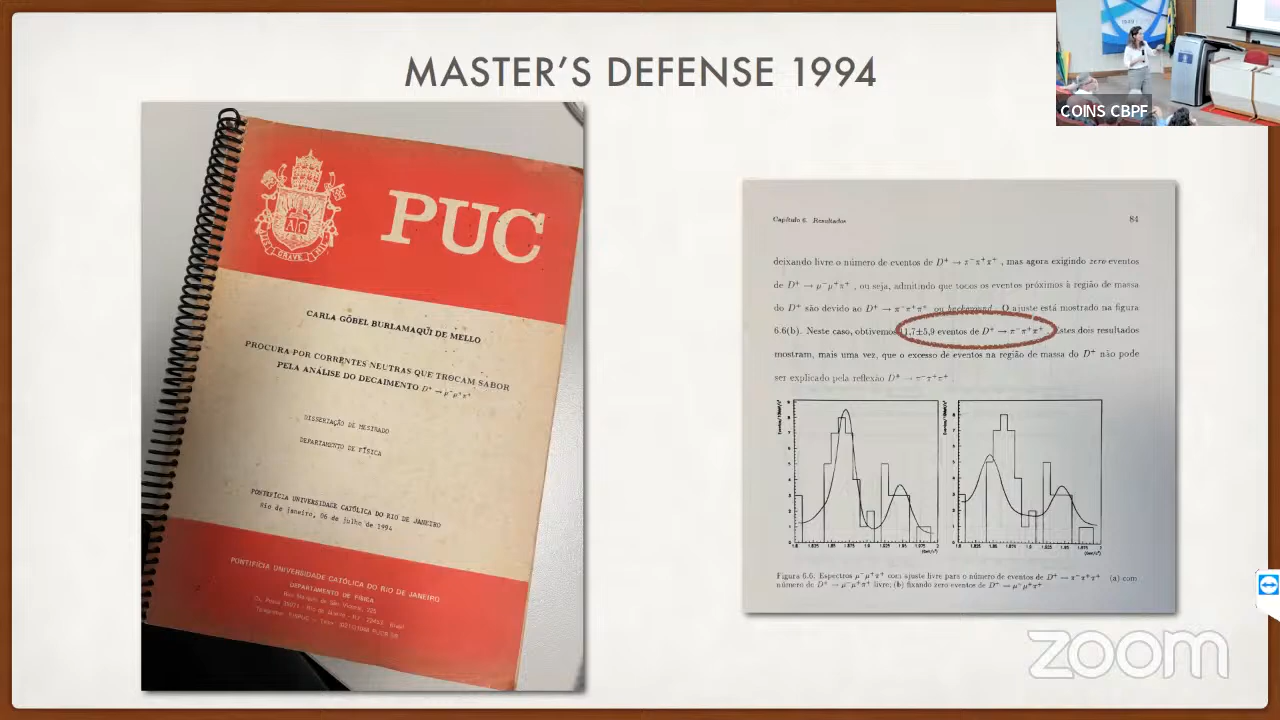 MASTER'S DEFENSE 1994
COINS CBPF
PUC
CARLA GÖBEL BURLAMAQUI DE MELLO
PROCURA POR CORRENTES NEUTRAS QUE TROCAM SABOR
PELA ANÁLISE DO DECAIMENTO D⁺ → μ⁻μ⁺π⁺
DISSERTAÇÃO DE MESTRADO
DEPARTAMENTO DE FÍSICA
PONTIFÍCIA UNIVERSIDADE CATÓLICA DO RIO DE JANEIRO
Rio de janeiro, 06 de julho de 1994
PONTIFÍCIA UNIVERSIDADE CATÓLICA DO RIO DE JANEIRO
DEPARTAMENTO DE FÍSICA
Capítulo 6. Resultados 84
deixando livre o número de eventos de D⁺ → π⁻π⁺π⁺ , mas agora exigindo zero eventos
de D⁺ → μ⁻μ⁺π⁺ , ou seja, admitindo que todos os eventos próximos à região de massa
do D⁺ são devido ao D⁺ → π⁻π⁺π⁺ ou background. O ajuste está mostrado na figura
6.6(b). Neste caso, obtivemos 11,7±5,9 eventos de D⁺ → π⁻π⁺π⁺ . Estes dois resultados
mostram, mais uma vez, que o excesso de eventos na região de massa do D⁺ não pode
ser explicado pela reflexão D⁺ → π⁻π⁺π⁺ .
Figura 6.6. Espectros μ⁻μ⁺π⁺ com ajuste livre para o número de eventos de D⁺ → π⁻π⁺π⁺ (a) com
número de D⁺ → μ⁻μ⁺π⁺ livre; (b) fixando zero eventos de D⁺ → μ⁻μ⁺π⁺
zoom